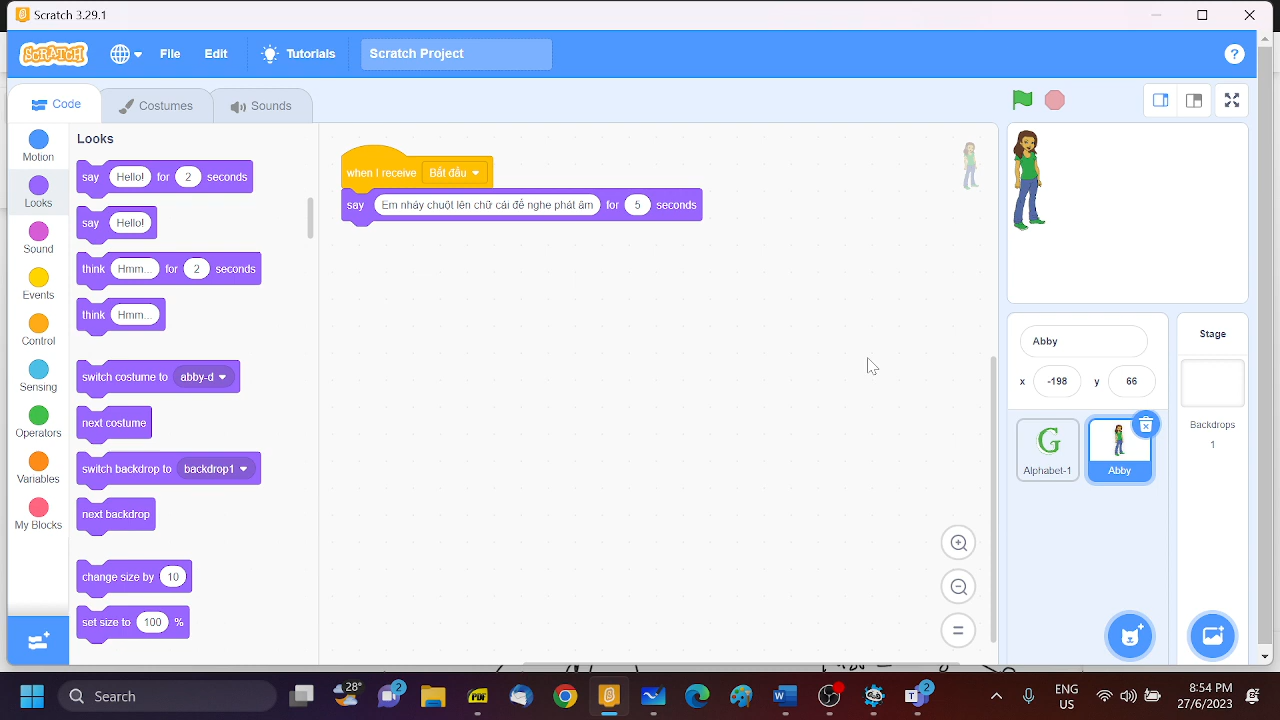 Scratch 3.29.1
SCRATCH File Edit Tutorials Scratch Project ?
Code Costumes Sounds
Motion
Looks
Sound
Events
Control
Sensing
Operators
Variables
My Blocks
Looks
say Hello! for 2 seconds
say Hello!
think Hmm... for 2 seconds
think Hmm...
switch costume to abby-d
next costume
switch backdrop to backdrop1
next backdrop
change size by 10
set size to 100 %
when I receive Bắt đầu
say Em nháy chuột lên chữ cái để nghe phát âm for 5 seconds
Abby
x -198 y 66
G
Alphabet-1
Abby
Stage
Backdrops
1
Search
28°
2
PDF
W
2
ENG
US
8:54 PM
27/6/2023